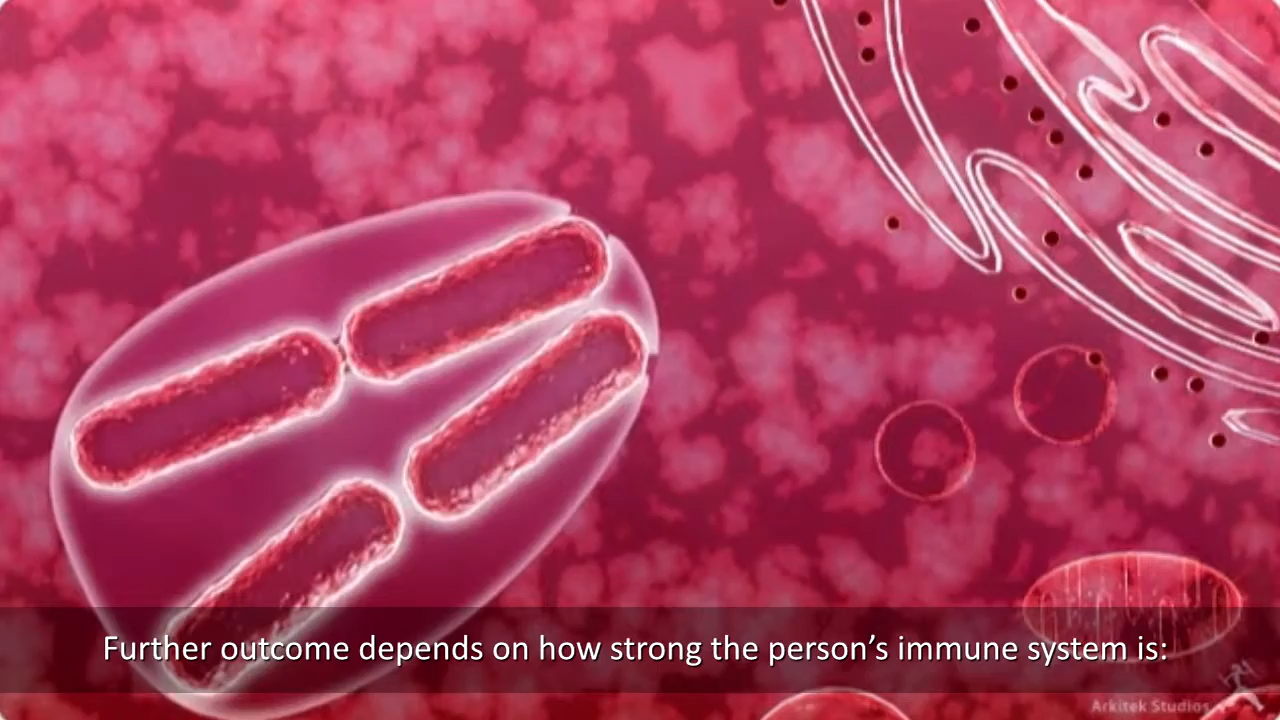 Further outcome depends on how strong the person’s immune system is:
Arkitek Studios